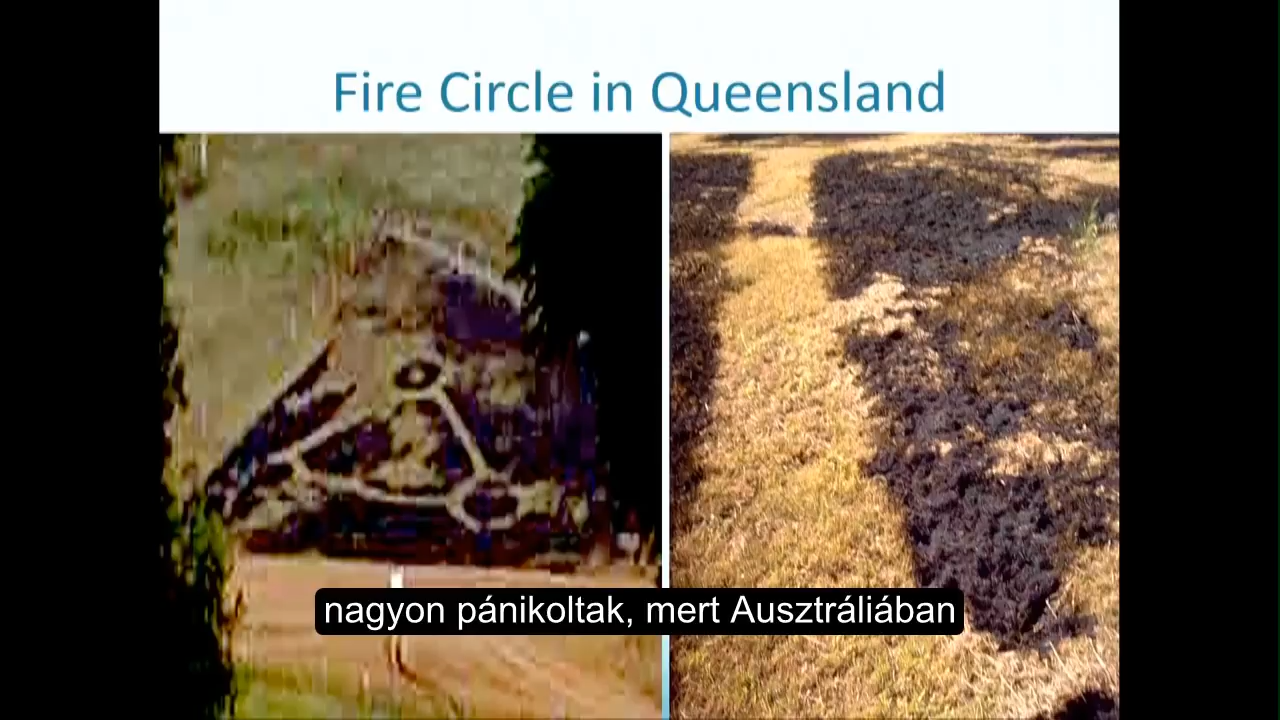 Fire Circle in Queensland
nagyon pánikoltak, mert Ausztráliában